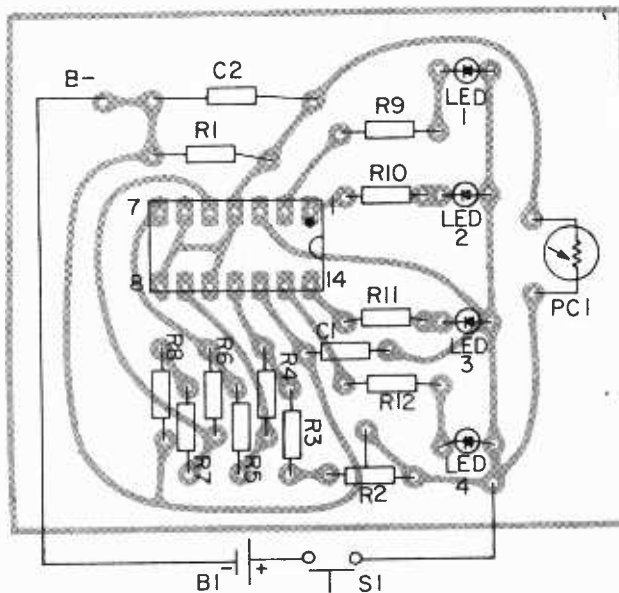 B-
C2
R1
R9
LED
1
R10
LED
2
7
1
8
14
PC1
R11
LED
3
C1
R12
R8
R6
R4
R7
R5
R3
R2
LED
4
B1
-
+
S1